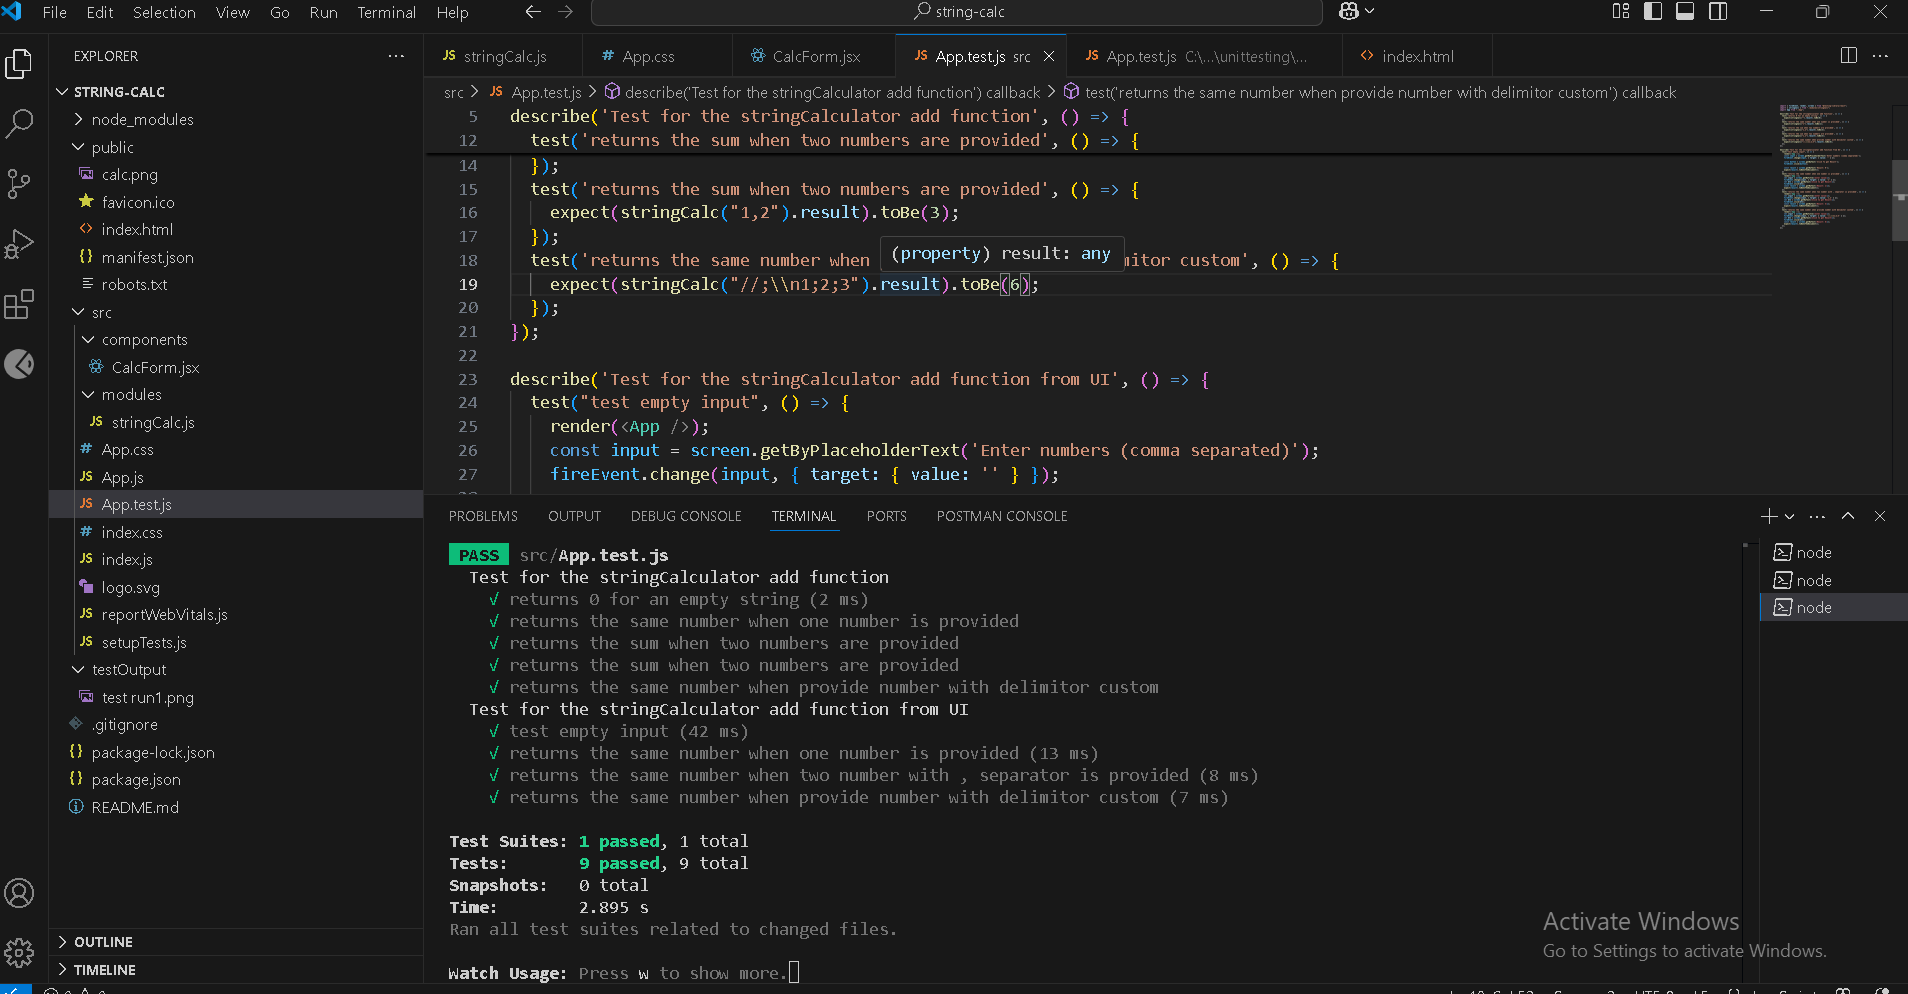 File Edit Selection View Go Run Terminal Help
string-calc
EXPLORER
STRING-CALC
node_modules
public
calc.png
favicon.ico
index.html
manifest.json
robots.txt
src
components
CalcForm.jsx
modules
stringCalc.js
App.css
App.js
App.test.js
index.css
index.js
logo.svg
reportWebVitals.js
setupTests.js
testOutput
test run1.png
.gitignore
package-lock.json
package.json
README.md
OUTLINE
TIMELINE
JS stringCalc.js # App.css CalcForm.jsx JS App.test.js src JS App.test.js C:\...\unittesting\... <> index.html
src > JS App.test.js > describe('Test for the stringCalculator add function') callback > test('returns the same number when provide number with delimitor custom') callback
5 describe('Test for the stringCalculator add function', () => {
12 test('returns the sum when two numbers are provided', () => {
14 });
15 test('returns the sum when two numbers are provided', () => {
16 expect(stringCalc("1,2").result).toBe(3);
17 });
(property) result: any
18 test('returns the same number when itor custom', () => {
19 expect(stringCalc("//;\\n1;2;3").result).toBe(6);
20 });
21 });
22
23 describe('Test for the stringCalculator add function from UI', () => {
24 test("test empty input", () => {
25 render(<App />);
26 const input = screen.getByPlaceholderText('Enter numbers (comma separated)');
27 fireEvent.change(input, { target: { value: '' } });
PROBLEMS OUTPUT DEBUG CONSOLE TERMINAL PORTS POSTMAN CONSOLE
PASS src/App.test.js
Test for the stringCalculator add function
√ returns 0 for an empty string (2 ms)
√ returns the same number when one number is provided
√ returns the sum when two numbers are provided
√ returns the sum when two numbers are provided
√ returns the same number when provide number with delimitor custom
Test for the stringCalculator add function from UI
√ test empty input (42 ms)
√ returns the same number when one number is provided (13 ms)
√ returns the same number when two number with , separator is provided (8 ms)
√ returns the same number when provide number with delimitor custom (7 ms)
Test Suites: 1 passed, 1 total
Tests: 9 passed, 9 total
Snapshots: 0 total
Time: 2.895 s
Ran all test suites related to changed files.
Watch Usage: Press w to show more.
node
node
node
Activate Windows
Go to Settings to activate Windows.